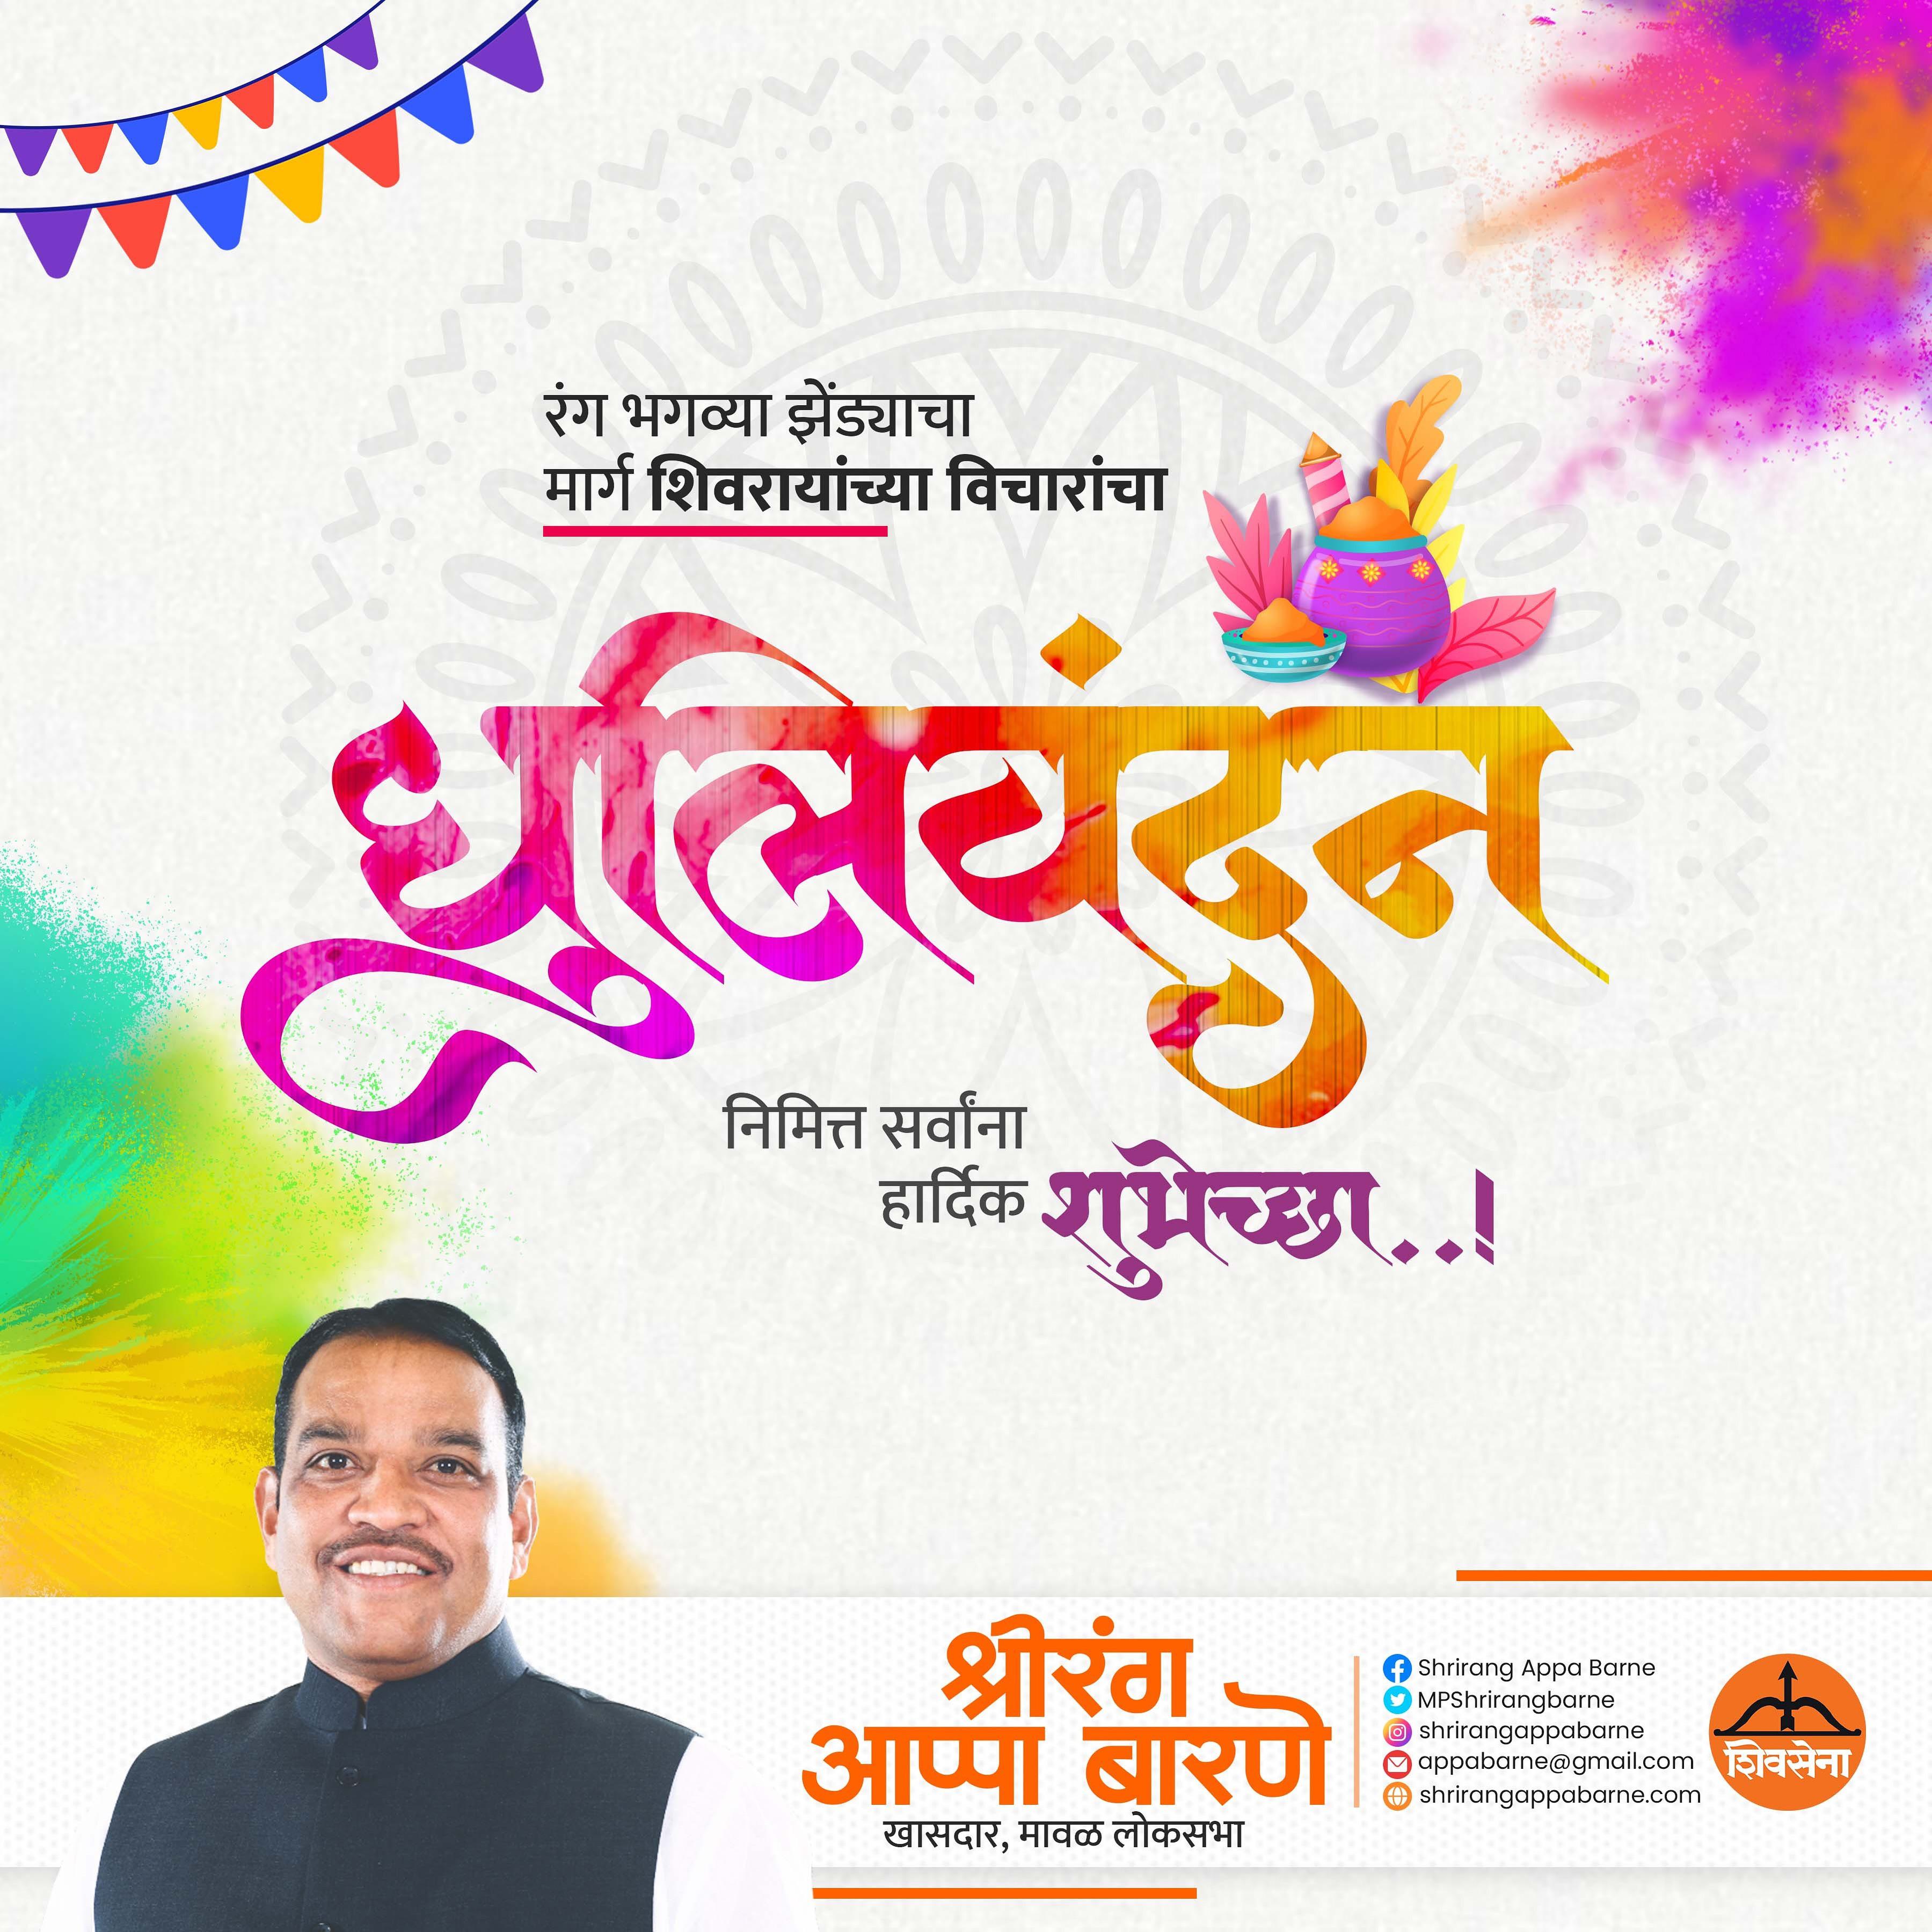 रंग भगव्या झेंड्याचा
मार्ग शिवरायांच्या विचारांचा
धुलिवंदन
निमित्त सर्वांना
हार्दिक शुभेच्छा..!
श्रीरंग
आप्पा बारणे
खासदार, मावळ लोकसभा
Shrirang Appa Barne
MPShrirangbarne
shrirangappabarne
appabarne@gmail.com
shrirangappabarne.com
शिवसेना